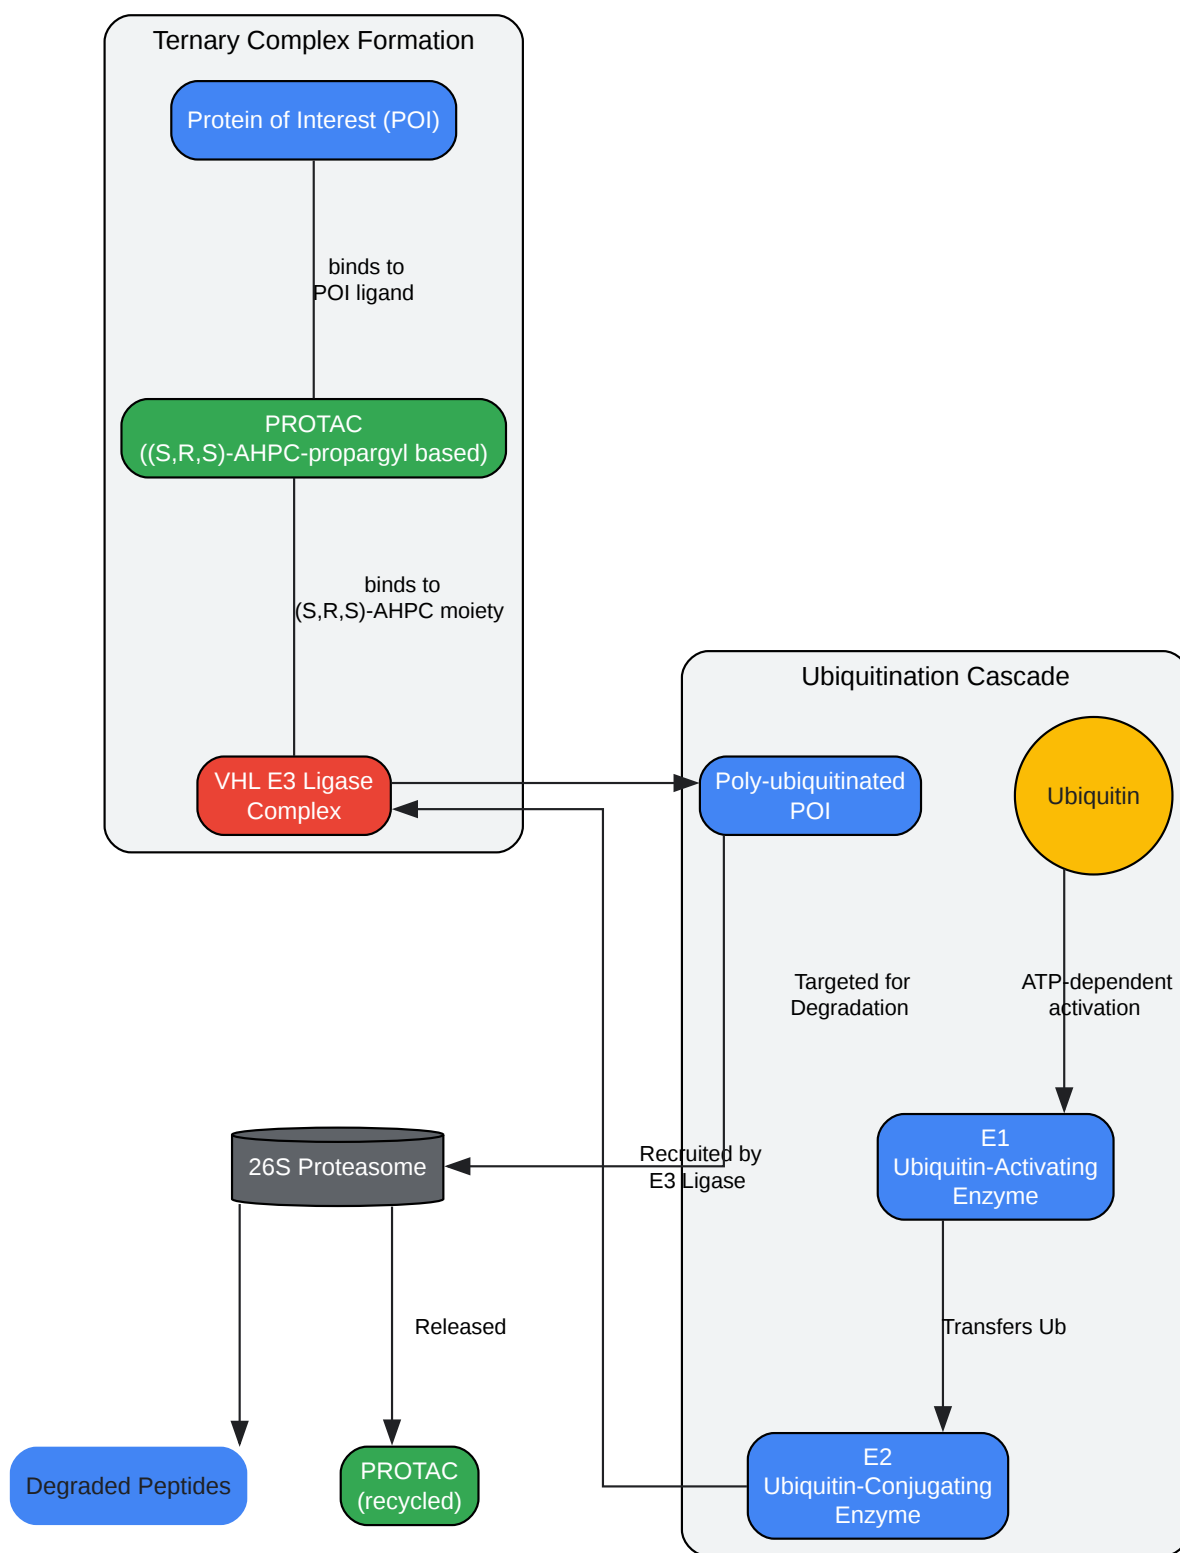 Ternary Complex Formation
Protein of Interest (POI)
binds to
POI ligand
PROTAC
((S,R,S)-AHPC-propargyl based)
binds to
(S,R,S)-AHPC moiety
VHL E3 Ligase
Complex
Ubiquitination Cascade
Poly-ubiquitinated
POI
Ubiquitin
Targeted for
Degradation
ATP-dependent
activation
26S Proteasome
Recruited by
E3 Ligase
E1
Ubiquitin-Activating
Enzyme
Released
Transfers Ub
Degraded Peptides
PROTAC
(recycled)
E2
Ubiquitin-Conjugating
Enzyme